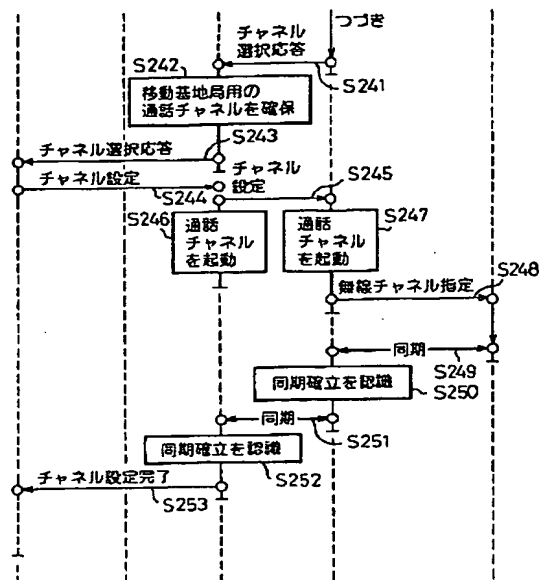 つづき
チャネル
選択応答
S241
S242
移動基地局用の
通話チャネルを確保
S243
チャネル選択応答
チャネル設定
S244
チャネル
設定
S245
S246
通話
チャネル
を起動
S247
通話
チャネル
を起動
S248
無線チャネル指定
同期
S249
同期確立を認識
S250
同期
S251
同期確立を認識
S252
チャネル設定完了
S253